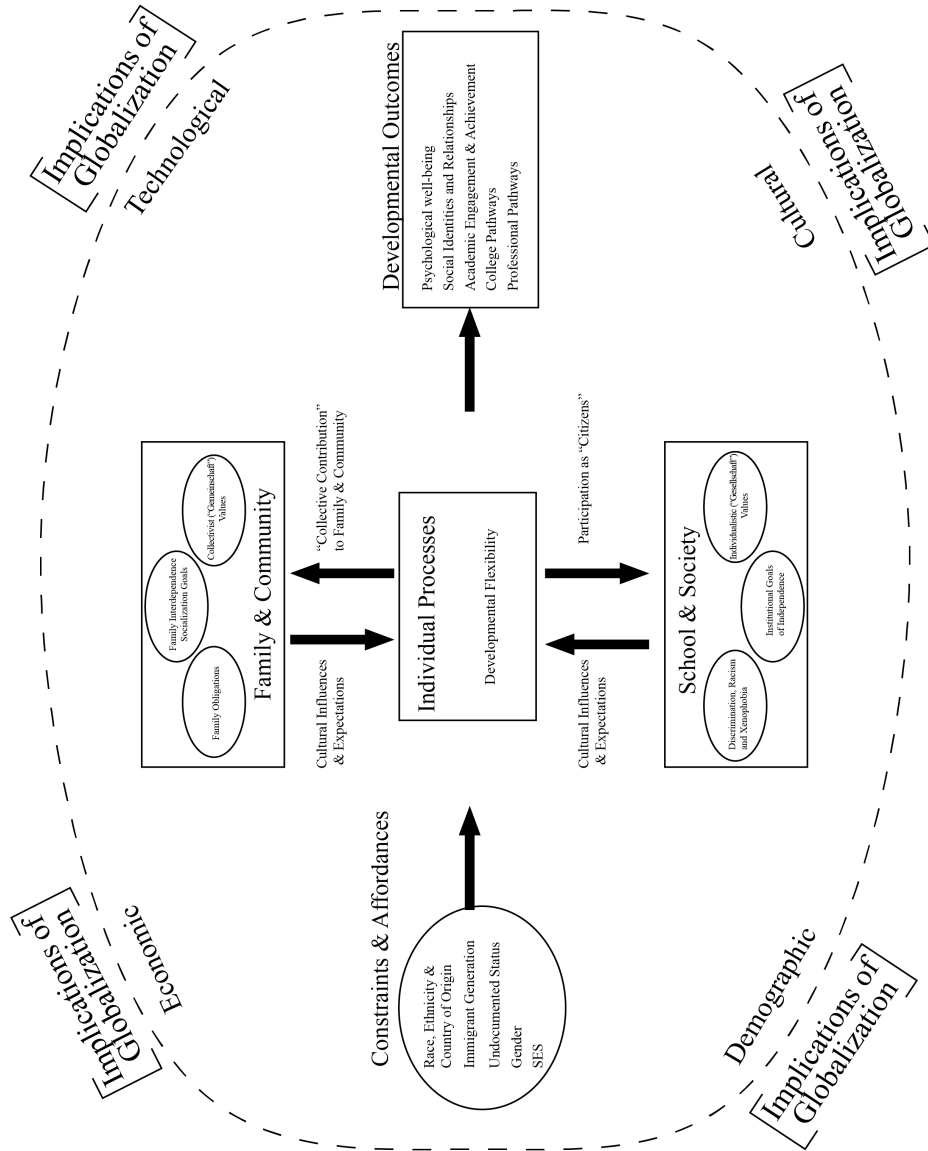 [Implications of
Globalization]
Economic
[Implications of
Globalization]
Technological
Family Obligations
Family Interdependence
Socialization Goals
Collectivist ("Gemeinschaft")
Values
Family & Community
Cultural Influences
& Expectations
“Collective Contribution”
to Family & Community
Constraints & Affordances
Race, Ethnicity &
Country of Origin
Immigrant Generation
Undocumented Status
Gender
SES
Individual Processes
Developmental Flexibility
Developmental Outcomes
Psychological well-being
Social Identities and Relationships
Academic Engagement & Achievement
College Pathways
Professional Pathways
Cultural Influences
& Expectations
Participation as “Citizens”
School & Society
Discrimination, Racism
and Xenophobia
Institutional Goals
of Independence
Individualistic ("Gesellschaft")
Values
Demographic
[Implications of
Globalization]
Cultural
[Implications of
Globalization]